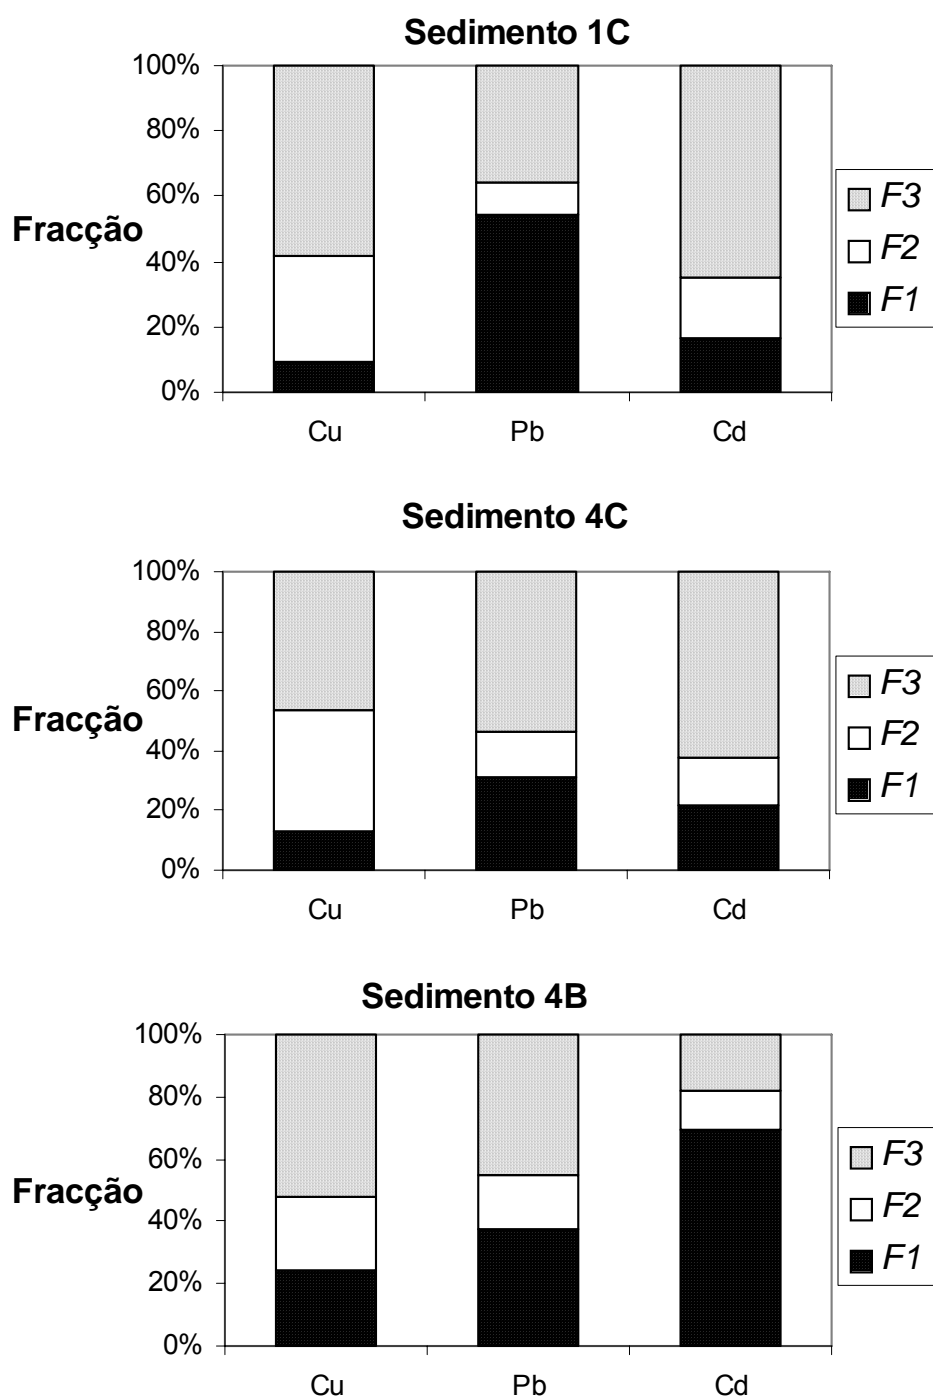 Sedimento 1C
100%
80%
60%
40%
20%
0%
Fracção
Cu Pb Cd
F3
F2
F1
Sedimento 4C
100%
80%
60%
40%
20%
0%
Fracção
Cu Pb Cd
F3
F2
F1
Sedimento 4B
100%
80%
60%
40%
20%
0%
Fracção
Cu Pb Cd
F3
F2
F1